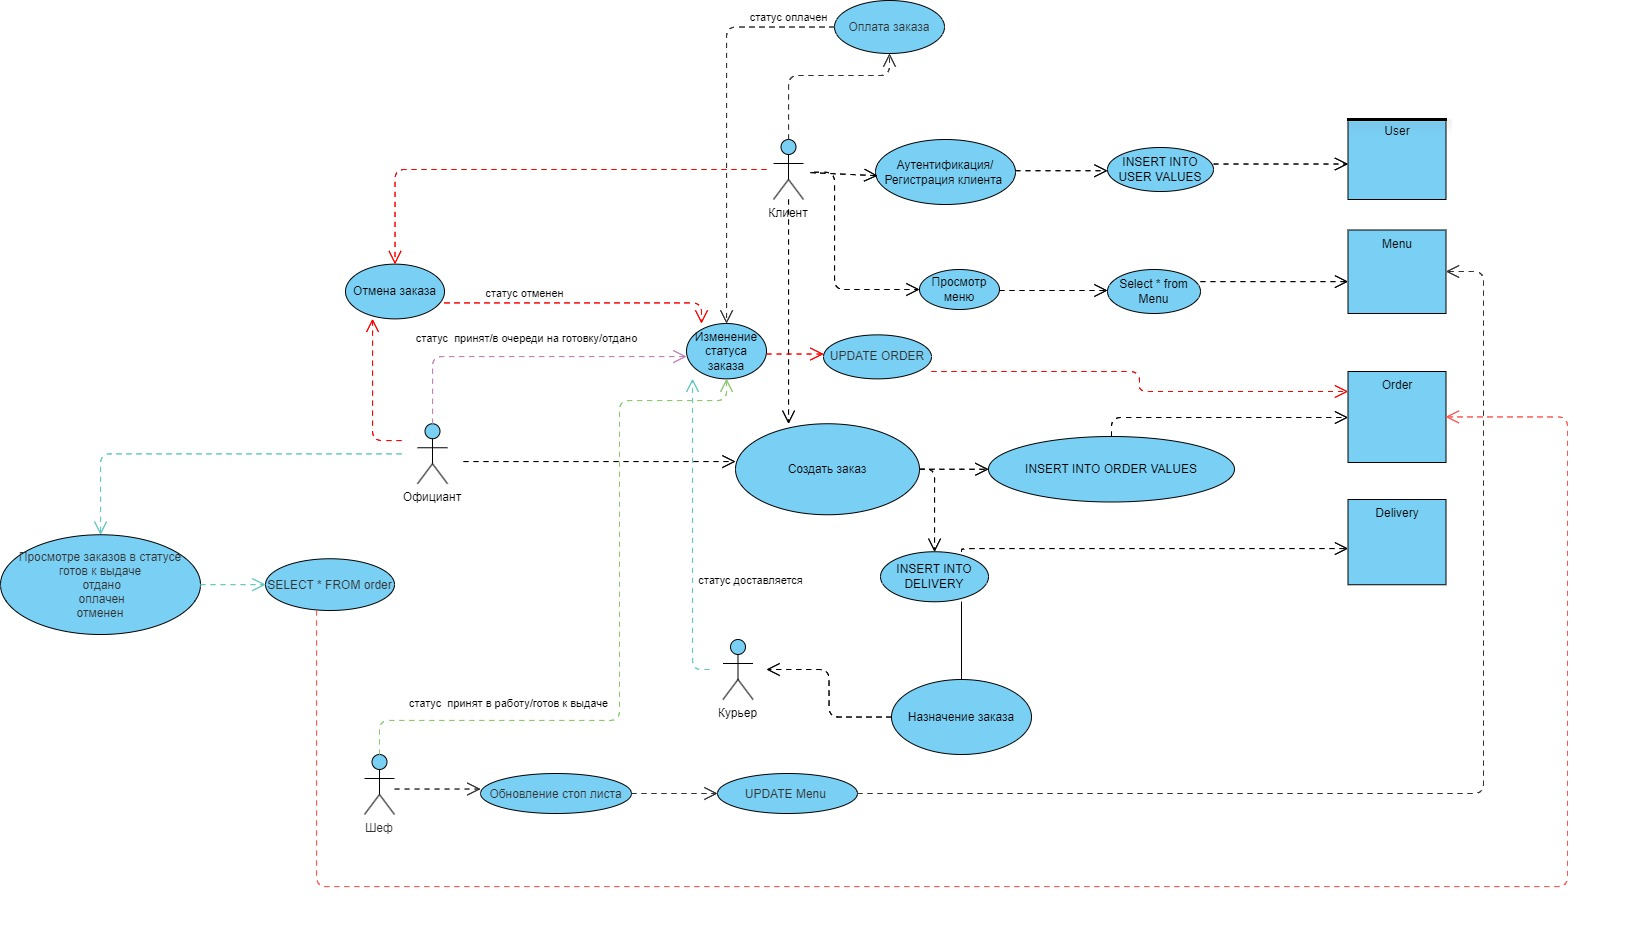 статус оплачен
Оплата заказа
User
Аутентификация/
Регистрация клиента
INSERT INTO
USER VALUES
Клиент
Menu
Просмотр
меню
Select * from
Menu
Отмена заказа
статус отменен
статус  принят/в очереди на готовку/отдано
Изменение
статуса
заказа
UPDATE ORDER
Order
Официант
Создать заказ
INSERT INTO ORDER VALUES
Delivery
Просмотре заказов в статусе
готов к выдаче
отдано
оплачен
отменен
SELECT * FROM order
статус доставляется
INSERT INTO
DELIVERY
статус  принят в работу/готов к выдаче
Курьер
Назначение заказа
Шеф
Обновление стоп листа
UPDATE Menu